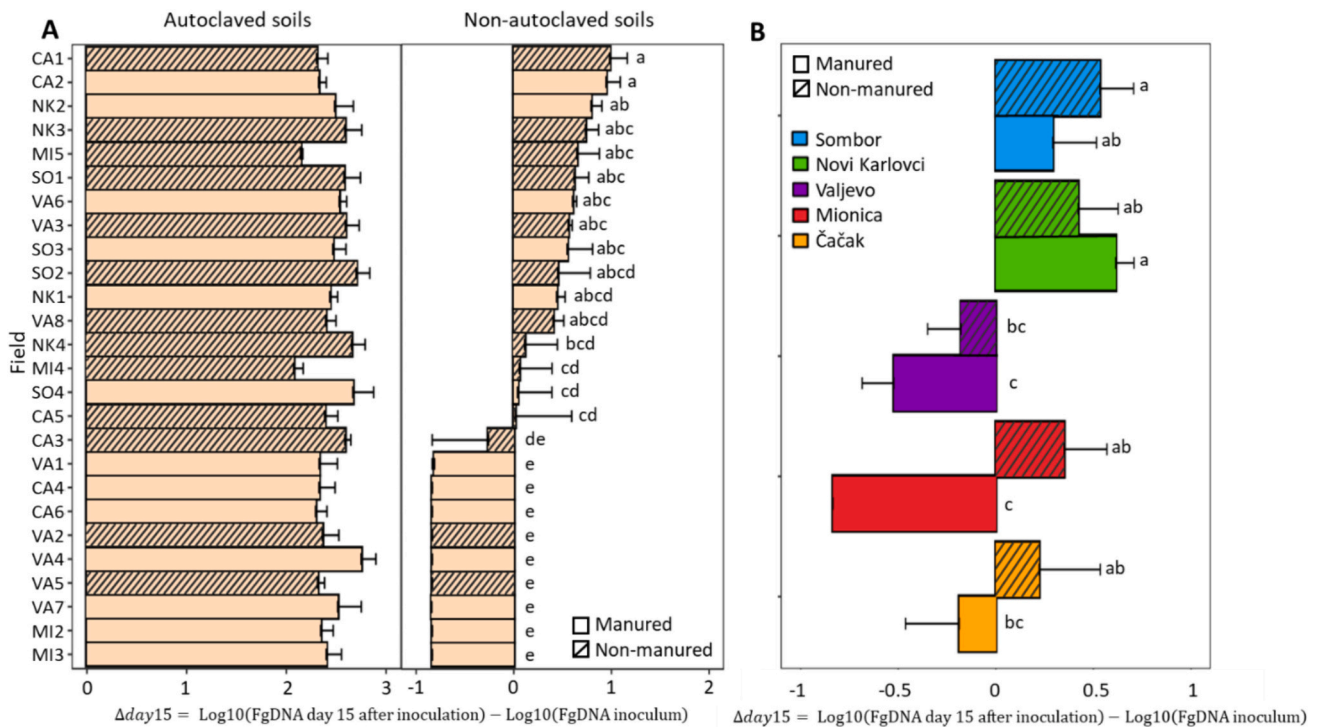 A
Autoclaved soils
Non-autoclaved soils
Field
CA1
CA2
NK2
NK3
MI5
SO1
VA6
VA3
SO3
SO2
NK1
VA8
NK4
MI4
SO4
CA5
CA3
VA1
CA4
CA6
VA2
VA4
VA5
VA7
MI2
MI3
a
a
ab
abc
abc
abc
abc
abc
abc
abcd
abcd
abcd
bcd
cd
cd
cd
de
e
e
e
e
e
e
e
e
e
Manured
Non-manured
0 1 2 3
-1 0 1 2
Δday15 = Log10(FgDNA day 15 after inoculation) − Log10(FgDNA inoculum)
B
Manured
Non-manured
Sombor
Novi Karlovci
Valjevo
Mionica
Čačak
a
ab
ab
a
bc
c
ab
c
ab
bc
-1 -0.5 0 0.5 1
Δday15 = Log10(FgDNA day 15 after inoculation) − Log10(FgDNA inoculum)